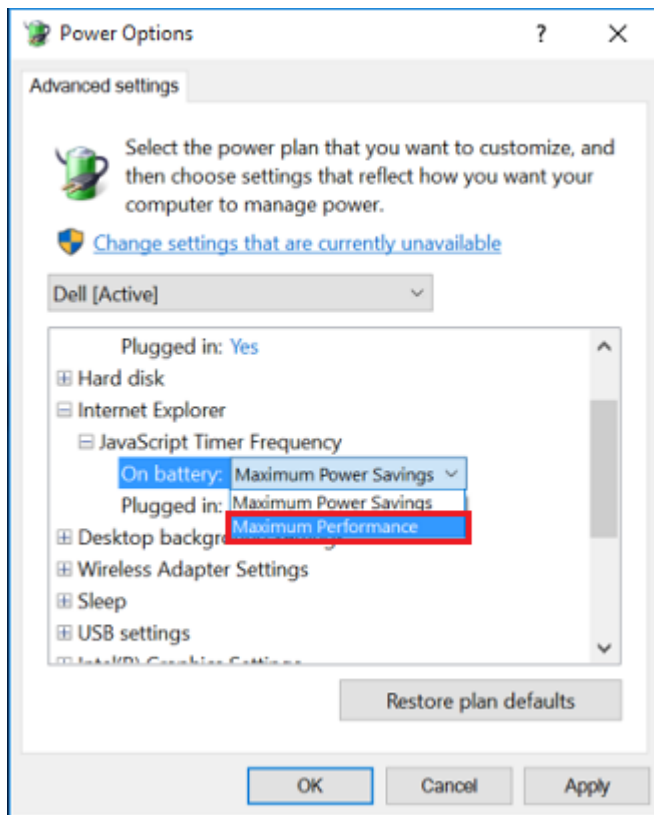 Power Options
?
Advanced settings
Select the power plan that you want to customize, and
then choose settings that reflect how you want your
computer to manage power.
Change settings that are currently unavailable
Dell [Active]
Plugged in: Yes
Hard disk
Internet Explorer
JavaScript Timer Frequency
On battery: Maximum Power Savings
Plugged in: Maximum Power Savings
Maximum Performance
Desktop backgr
Wireless Adapter Settings
Sleep
USB settings
Restore plan defaults
OK Cancel Apply